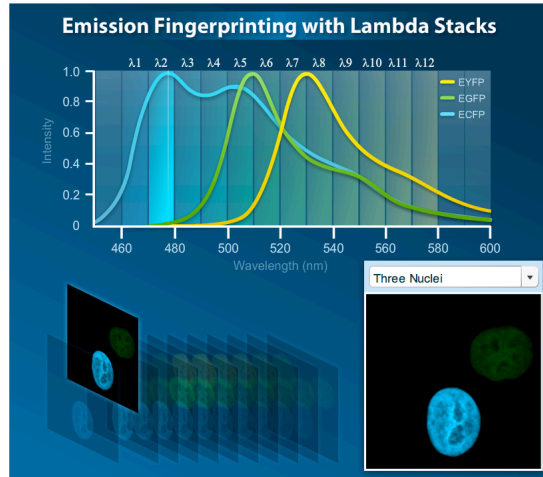 Emission Fingerprinting with Lambda Stacks
λ1 λ2 λ3 λ4 λ5 λ6 λ7 λ8 λ9 λ10 λ11 λ12
1.0
0.8
0.6
0.4
0.2
0
Intensity
EYFP
EGFP
ECFP
460 480 500 520 540 560 580 600
Wavelength (nm)
Three Nuclei